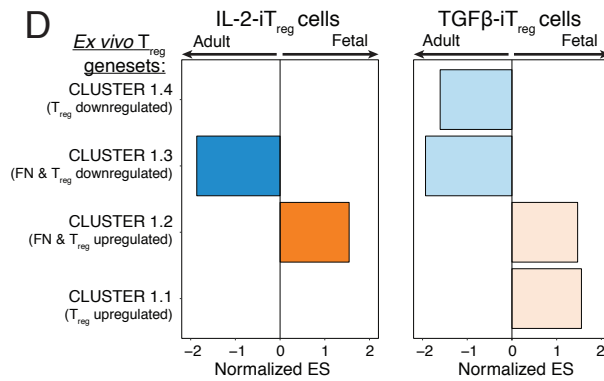 D
IL-2-iTreg cells
TGFβ-iTreg cells
Ex vivo Treg
genesets:
Adult
Fetal
Adult
Fetal
CLUSTER 1.4
(Treg downregulated)
CLUSTER 1.3
(FN & Treg downregulated)
CLUSTER 1.2
(FN & Treg upregulated)
CLUSTER 1.1
(Treg upregulated)
−2 −1 0 1 2
−2 −1 0 1 2
Normalized ES
Normalized ES